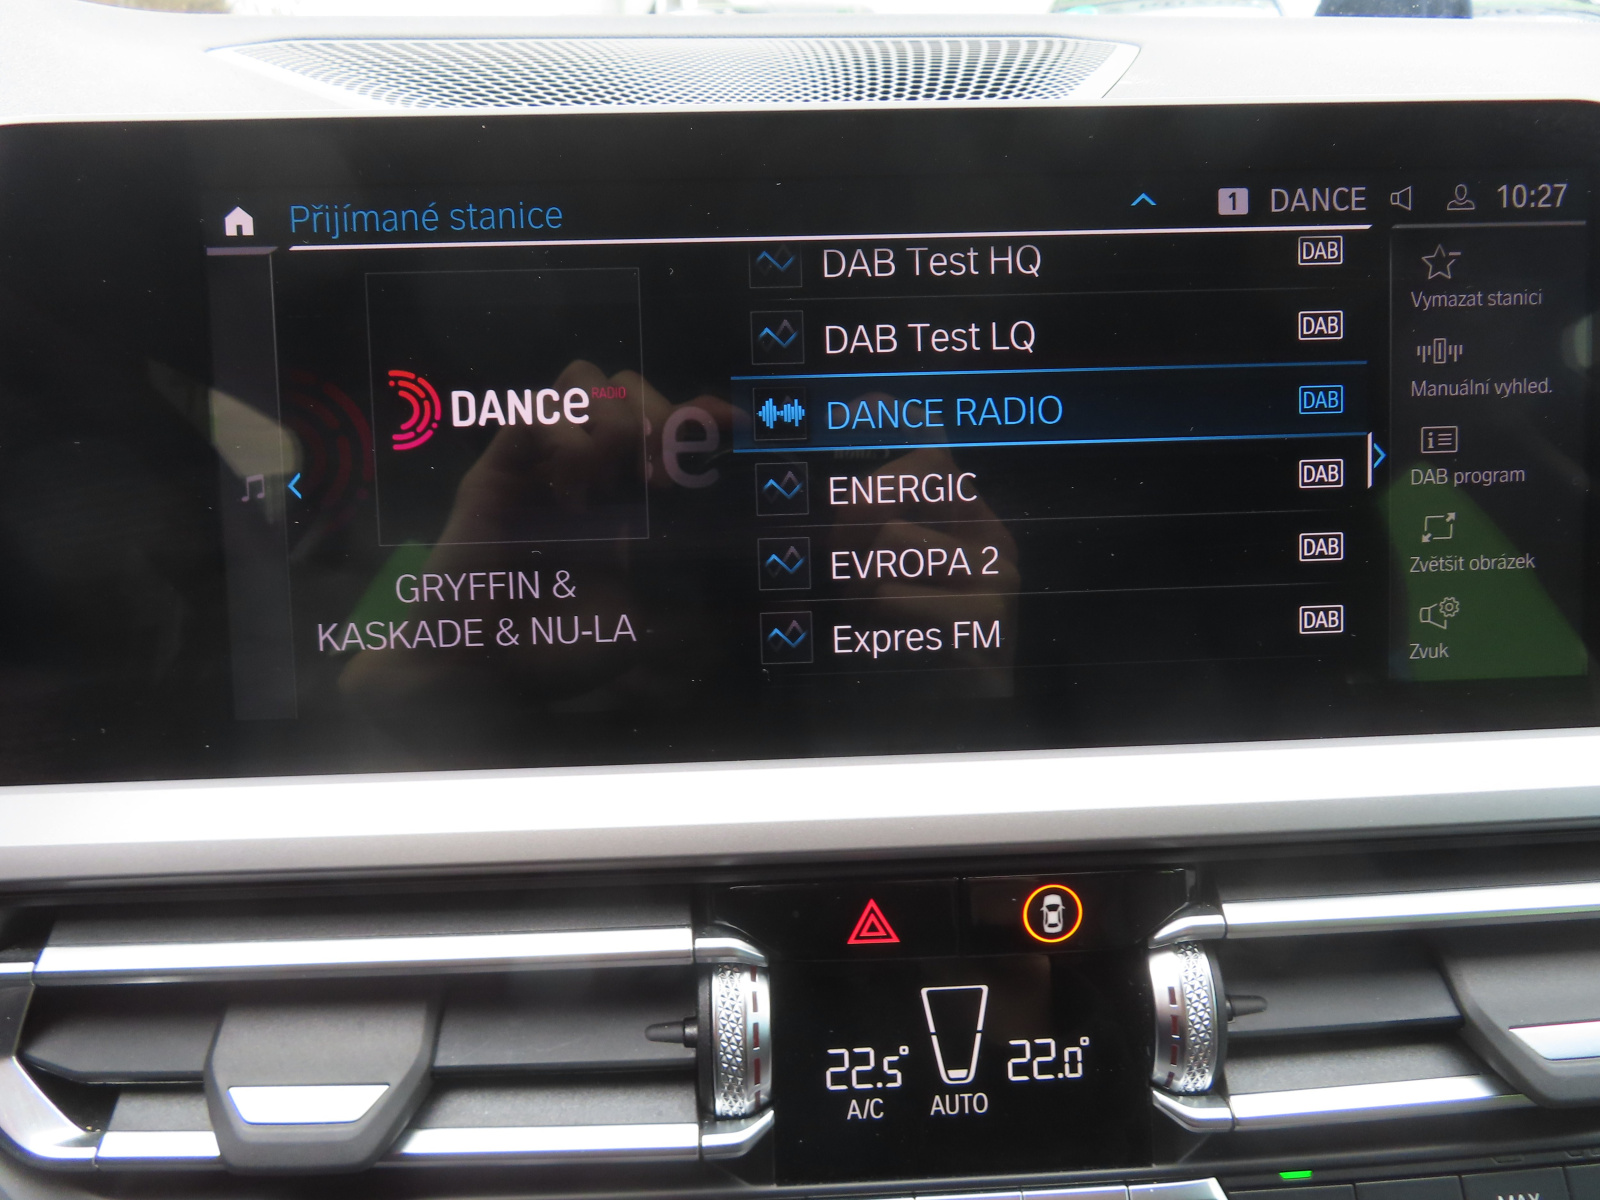 Přijímané stanice
1 DANCE 10:27
DAB Test HQ DAB
DAB Test LQ DAB
DANCE RADIO DAB
ENERGIC DAB
EVROPA 2 DAB
Expres FM DAB
DANCe RADIO
ce
GRYFFIN &
KASKADE & NU-LA
Vymazat stanici
Manuální vyhled.
DAB program
Zvětšit obrázek
Zvuk
22.5° 22.0°
A/C AUTO
MAX